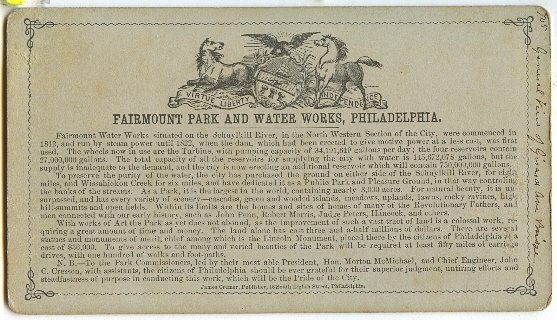 VIRTUE LIBERTY AND INDEPENDENCE
FAIRMOUNT PARK AND WATER WORKS, PHILADELPHIA.
Fairmount Water Works situated on the Schuylkill River, in the North Western Section of the City, were commenced in
1812, and run by steam power until 1822, when the dam, which had been erected to give motive power at a less cost, was first
used. The wheels now in use are the Turbine, with pumping capacity of 94,211,819 gallons per day; the four reservoirs contain
27,000,000 gallons. The total capacity of all the reservoirs for supplying the city with water is 145,672,078 gallons, but the
supply is inadequate to the demand, and the city is now erecting an additional reservoir which will contain 750,000,000 gallons.
To preserve the purity of the water, the city has purchased the ground on either side of the Schuylkill River, for eight
miles, and Wissahickon Creek for six miles, and have dedicated it as a Public Park and Pleasure Ground, in that way controlling
the banks of the streams. As a Park, it is the largest in the world, containing nearly 3,000 acres. For natural beauty, it is un-
surpassed, and has every variety of scenery—cascades, green and wooded islands, meadows, uplands, lawns, rocky ravines, high
hill-summits and open fields. Within its limits are the homes and sites of homes of many of the Revolutionary Fathers, and
men connected with our early history, such as John Penn, Robert Morris, Judge Peters, Hancock, and others.
With works of Art the Park as yet does not abound, as the improvement of such a vast tract of land is a colossal work, re-
quiring a great amount of time and money. The land alone has cost three and a-half millions of dollars. There are several
statues and monuments of merit, chief among which is the Lincoln Monument, placed there by the citizens of Philadelphia at a
cost of $33,000. To give access to the many and varied beauties of the Park will be required at least fifty miles of carriage
drives, with one hundred of walks and foot-paths.
N. B.—To the Park Commissioners, led by their most able President, Hon. Morton McMichael, and Chief Engineer, John
C. Cresson, with assistants, the citizens of Philadelphia should be ever grateful for their superior judgment, untiring efforts and
steadfastness of purpose in conducting this work, which will be the Pride of the City.
James Cremer, Publisher, 18 South Eighth Street, Philadelphia.
General View of Girard Ave Bridge